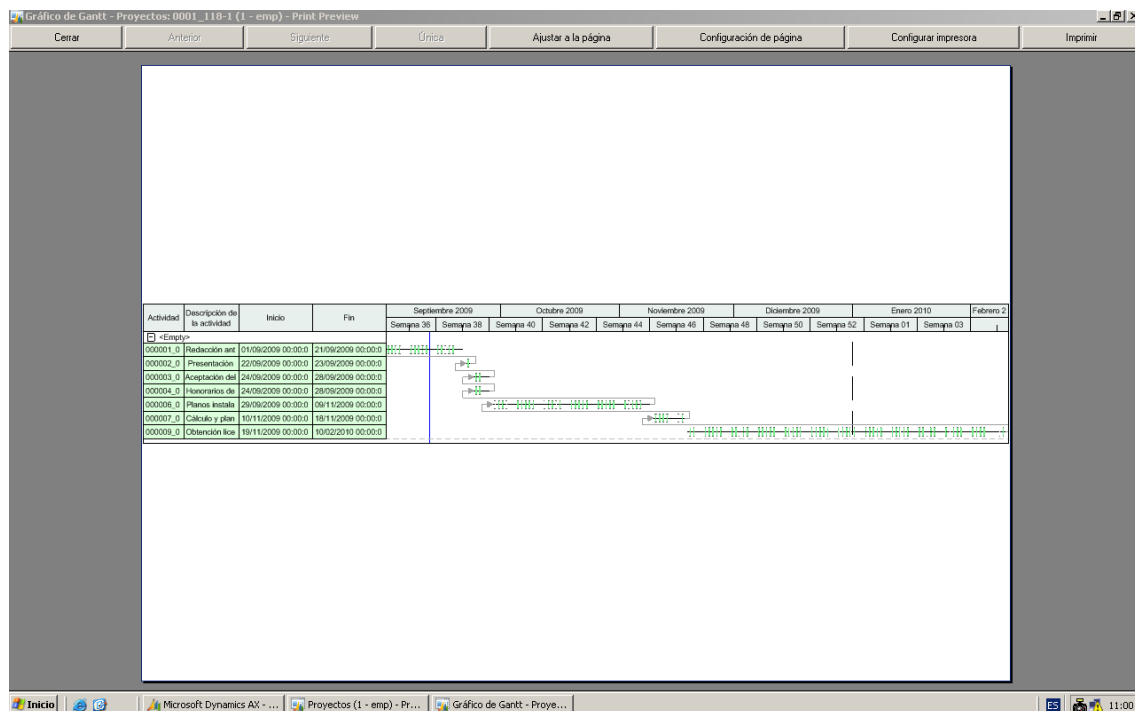 Gráfico de Gantt - Proyectos: 0001_118-1 (1 - emp) - Print Preview
Cerrar Anterior Siguiente Única Ajustar a la página Configuración de página Configurar impresora Imprimir
Actividad Descripción de la actividad Inicio Fin Septiembre 2009 Octubre 2009 Noviembre 2009 Diciembre 2009 Enero 2010 Febrero 2
Semana 36 Semana 38 Semana 40 Semana 42 Semana 44 Semana 46 Semana 48 Semana 50 Semana 52 Semana 01 Semana 03
<Empty>
000001_0 Redacción ant 01/09/2009 00:00:0 21/09/2009 00:00:0
000002_0 Presentación 22/09/2009 00:00:0 23/09/2009 00:00:0
000003_0 Aceptación del 24/09/2009 00:00:0 28/09/2009 00:00:0
000004_0 Honorarios de 24/09/2009 00:00:0 28/09/2009 00:00:0
000006_0 Planos instala 29/09/2009 00:00:0 09/11/2009 00:00:0
000007_0 Cálculo y plan 10/11/2009 00:00:0 18/11/2009 00:00:0
000009_0 Obtención lice 19/11/2009 00:00:0 10/02/2010 00:00:0
Inicio Microsoft Dynamics AX - ... Proyectos (1 - emp) - Pr... Gráfico de Gantt - Proye... ES 11:00